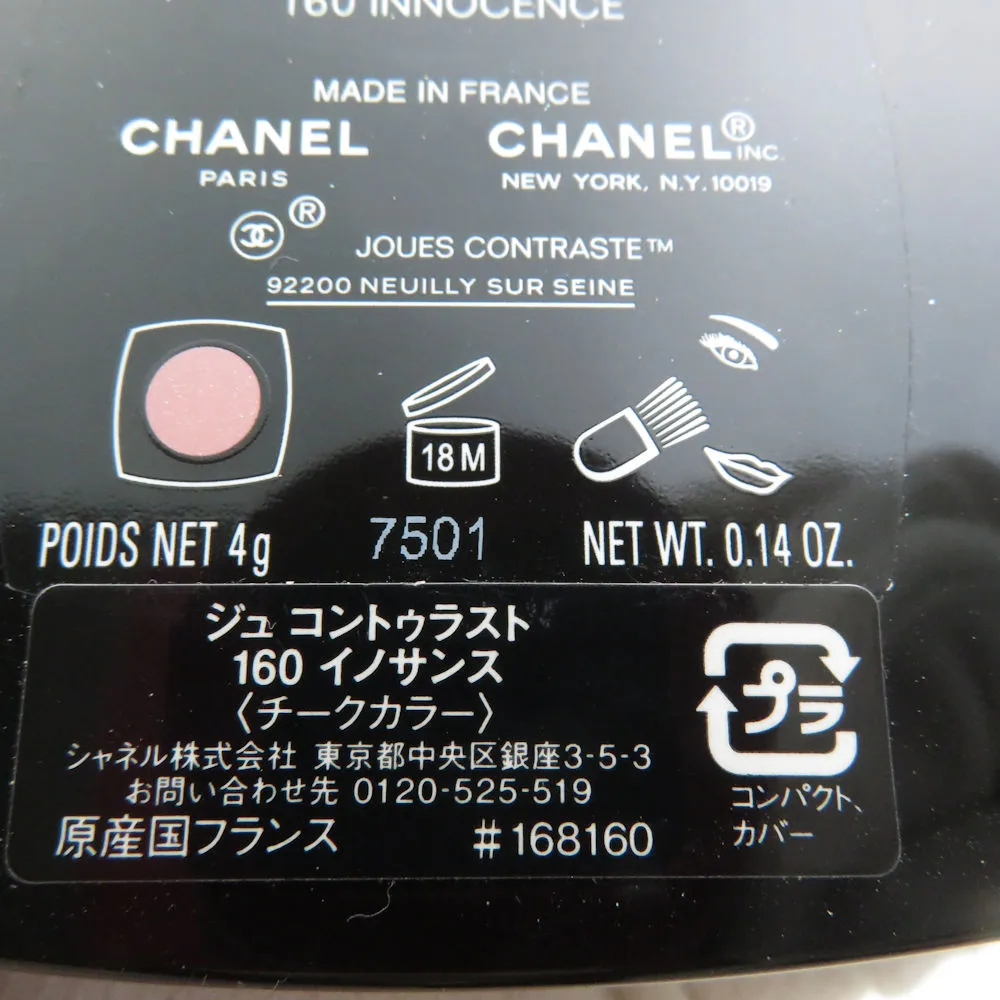 160 INNOCENCE
MADE IN FRANCE
CHANEL
PARIS
CHANEL® INC.
NEW YORK, N.Y. 10019
®
JOUES CONTRASTE™
92200 NEUILLY SUR SEINE
18M
POIDS NET 4g
7501
NET WT. 0.14 OZ.
ジュ コントゥラスト
160 イノサンス
〈チークカラー〉
シャネル株式会社 東京都中央区銀座3-5-3
お問い合わせ先 0120-525-519
原産国フランス #168160
プラ
コンパクト、
カバー